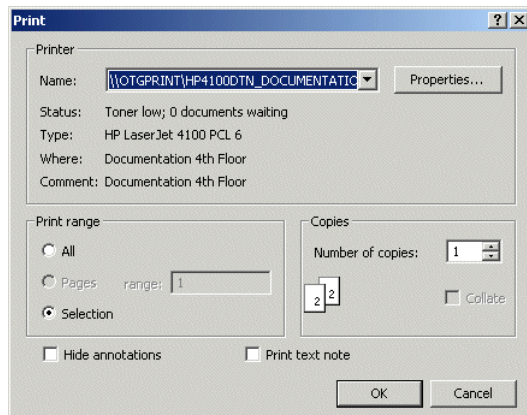 Print
Printer
Name: \\OTGPRINT\HP4100DTN_DOCUMENTATIO
Properties...
Status: Toner low; 0 documents waiting
Type: HP LaserJet 4100 PCL 6
Where: Documentation 4th Floor
Comment: Documentation 4th Floor
Print range
All
Pages range: 1
Selection
Copies
Number of copies: 1
2 2
Collate
Hide annotations
Print text note
OK
Cancel